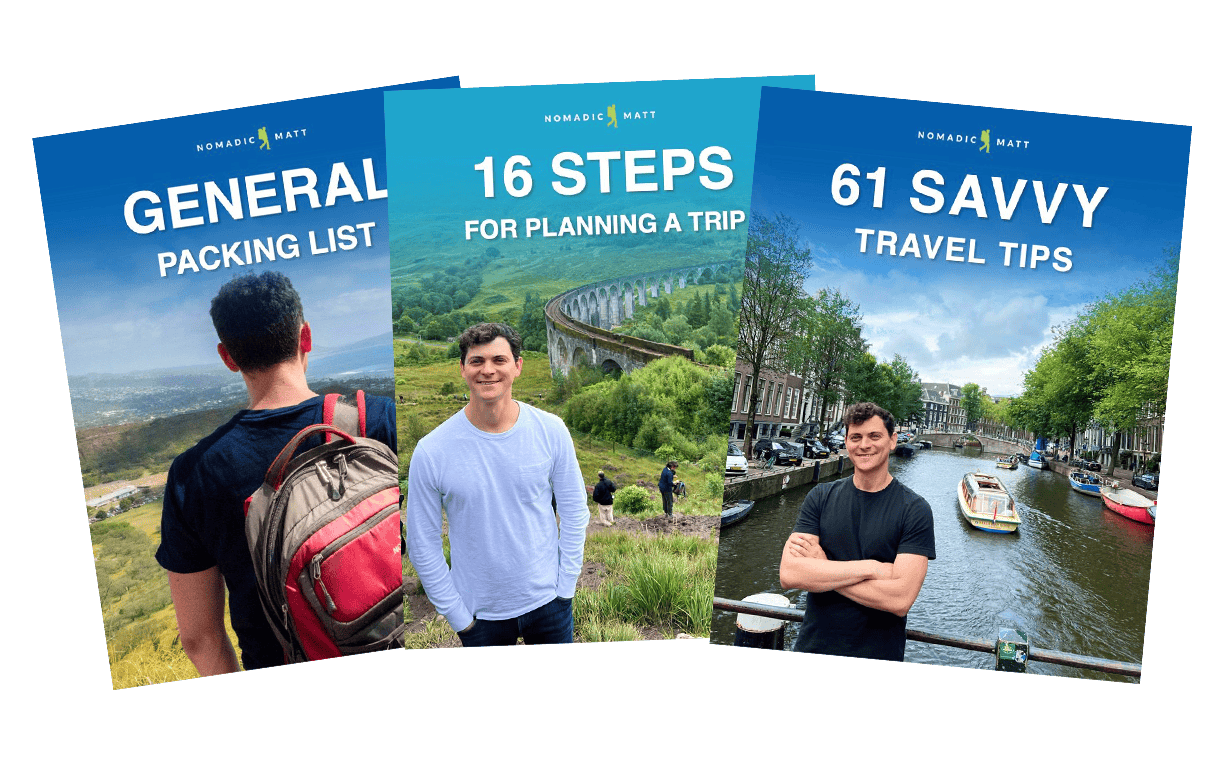 NOMADIC MATT
GENERAL
PACKING LIST
NOMADIC MATT
16 STEPS
FOR PLANNING A TRIP
NOMADIC MATT
61 SAVVY
TRAVEL TIPS